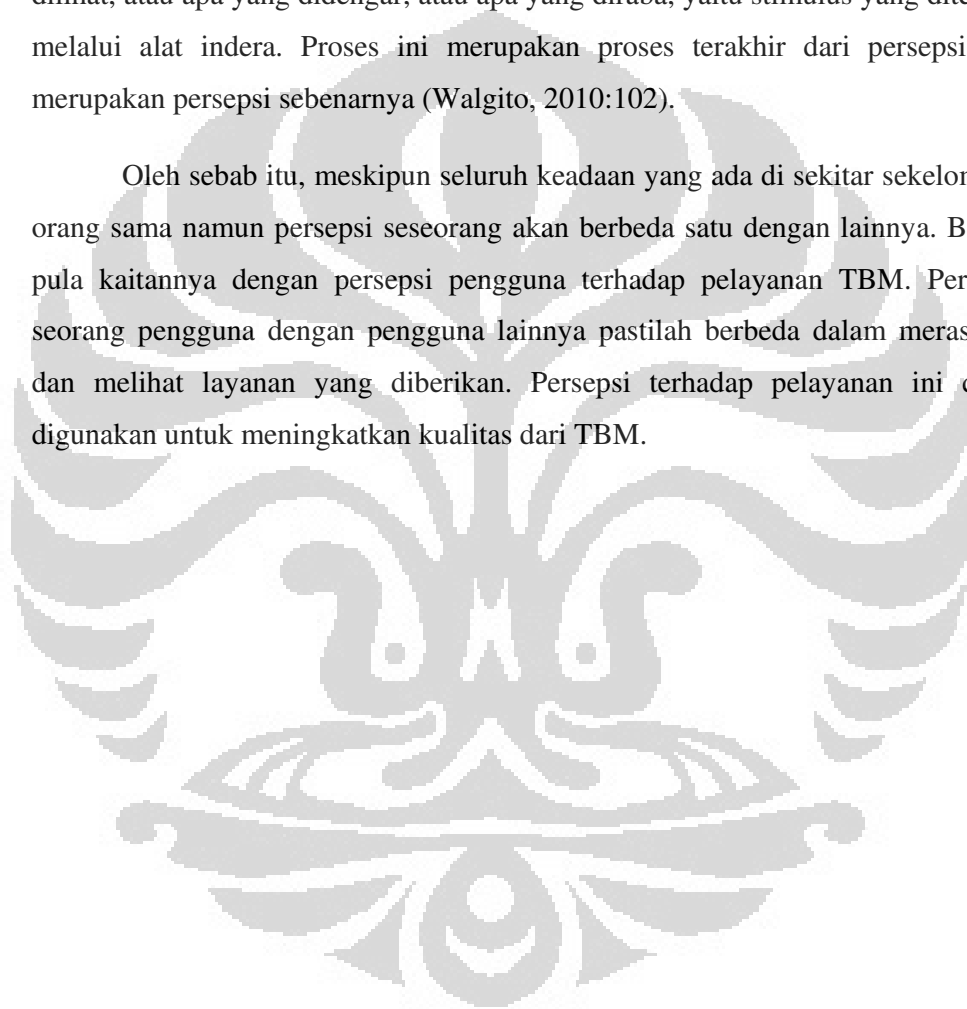 dilihat, atau apa yang didengar, atau apa yang diraba, yaitu stimulus yang
melalui alat indera. Proses ini merupakan proses terakhir dari persepsi
merupakan persepsi sebenarnya (Walgito, 2010:102).
Oleh sebab itu, meskipun seluruh keadaan yang ada di sekitar
orang sama namun persepsi seseorang akan berbeda satu dengan lainnya.
pula kaitannya dengan persepsi pengguna terhadap pelayanan TBM.
seorang pengguna dengan pengguna lainnya pastilah berbeda dalam
dan melihat layanan yang diberikan. Persepsi terhadap pelayanan ini
digunakan untuk meningkatkan kualitas dari TBM.